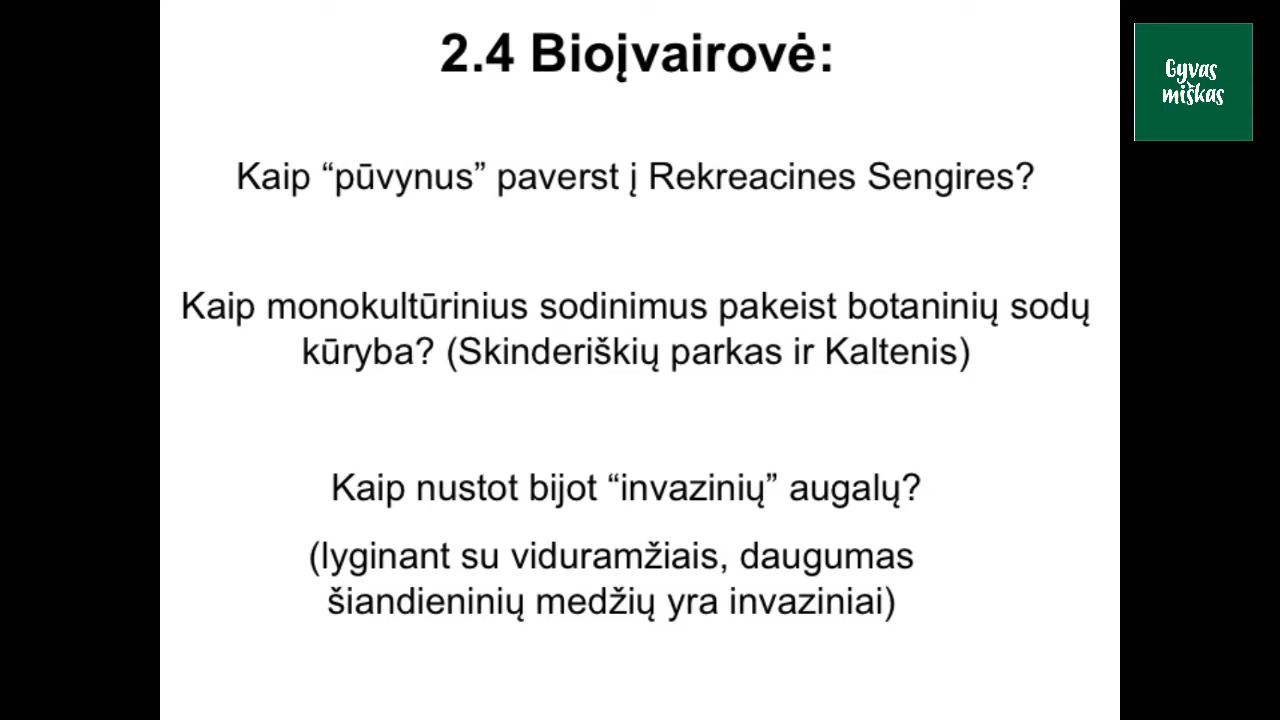 2.4 Bioįvairovė:
Gyvas
miškas
Kaip “pūvynus” paverst į Rekreacines Sengires?
Kaip monokultūrinius sodinimus pakeist botaninių sodų
kūryba? (Skinderiškių parkas ir Kaltenis)
Kaip nustot bijot “invazinių” augalų?
(lyginant su viduramžiais, daugumas
šiandieninių medžių yra invaziniai)